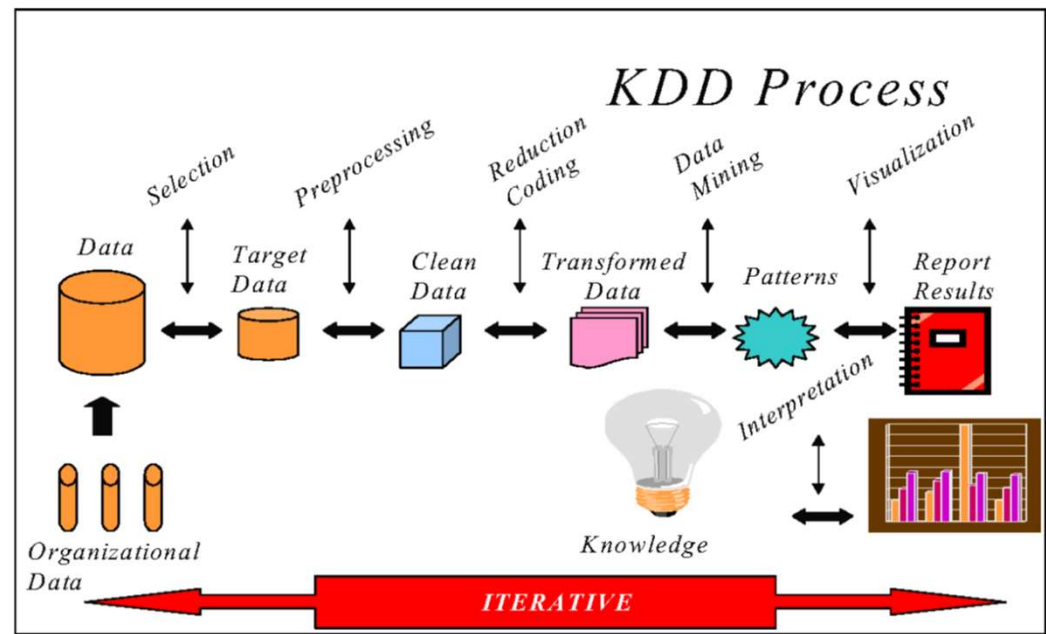 KDD Process
Selection
Preprocessing
Reduction
Coding
Data
Mining
Visualization
Data
Target
Data
Clean
Data
Transformed
Data
Patterns
Report
Results
Interpretation
Organizational
Data
Knowledge
ITERATIVE